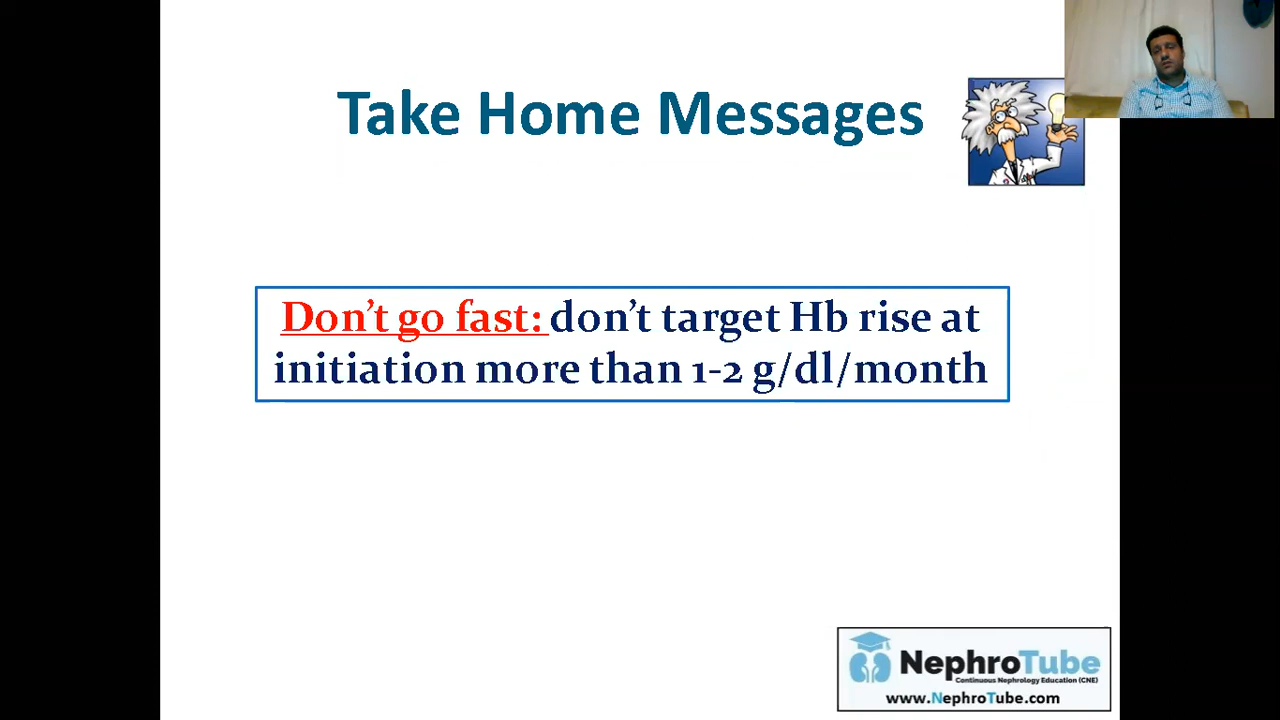 Take Home Messages
Don't go fast: don't target Hb rise at
initiation more than 1-2 g/dl/month
NephroTube
Continuous Nephrology Education (CNE)
www.NephroTube.com